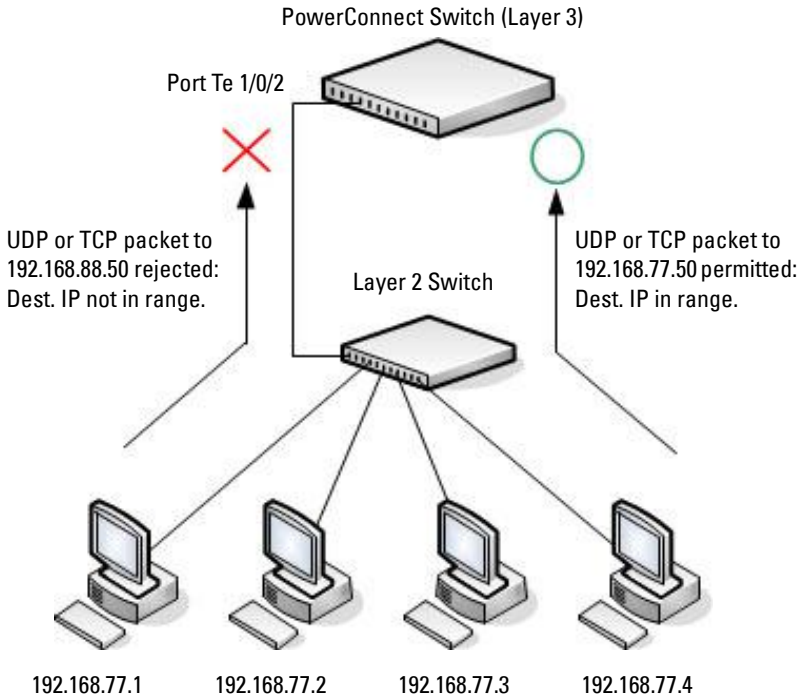 PowerConnect Switch (Layer 3)
Port Te 1/0/2
UDP or TCP packet to
192.168.88.50 rejected:
Dest. IP not in range.
UDP or TCP packet to
192.168.77.50 permitted:
Dest. IP in range.
Layer 2 Switch
192.168.77.1
192.168.77.2
192.168.77.3
192.168.77.4